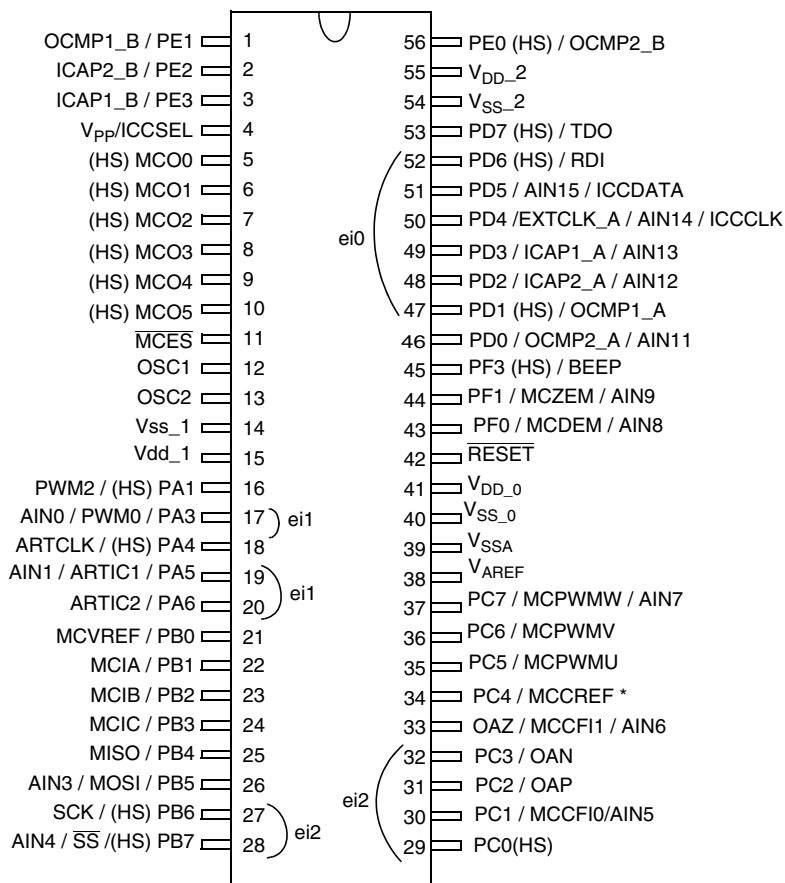 OCMP1_B / PE1 1
ICAP2_B / PE2 2
ICAP1_B / PE3 3
VPP/ICCSEL 4
(HS) MCO0 5
(HS) MCO1 6
(HS) MCO2 7
(HS) MCO3 8
(HS) MCO4 9
(HS) MCO5 10
MCES 11
OSC1 12
OSC2 13
Vss_1 14
Vdd_1 15
PWM2 / (HS) PA1 16
AIN0 / PWM0 / PA3 17
ei1
ARTCLK / (HS) PA4 18
AIN1 / ARTIC1 / PA5 19
ei1
ARTIC2 / PA6 20
MCVREF / PB0 21
MCIA / PB1 22
MCIB / PB2 23
MCIC / PB3 24
MISO / PB4 25
AIN3 / MOSI / PB5 26
SCK / (HS) PB6 27
ei2
AIN4 / SS /(HS) PB7 28
56 PE0 (HS) / OCMP2_B
55 VDD_2
54 VSS_2
53 PD7 (HS) / TDO
52 PD6 (HS) / RDI
51 PD5 / AIN15 / ICCDATA
50 PD4 /EXTCLK_A / AIN14 / ICCCLK
ei0
49 PD3 / ICAP1_A / AIN13
48 PD2 / ICAP2_A / AIN12
47 PD1 (HS) / OCMP1_A
46 PD0 / OCMP2_A / AIN11
45 PF3 (HS) / BEEP
44 PF1 / MCZEM / AIN9
43 PF0 / MCDEM / AIN8
42 RESET
41 VDD_0
40 VSS_0
39 VSSA
38 VAREF
37 PC7 / MCPWMW / AIN7
36 PC6 / MCPWMV
35 PC5 / MCPWMU
34 PC4 / MCCREF *
33 OAZ / MCCFI1 / AIN6
32 PC3 / OAN
31 PC2 / OAP
ei2
30 PC1 / MCCFI0/AIN5
29 PC0(HS)